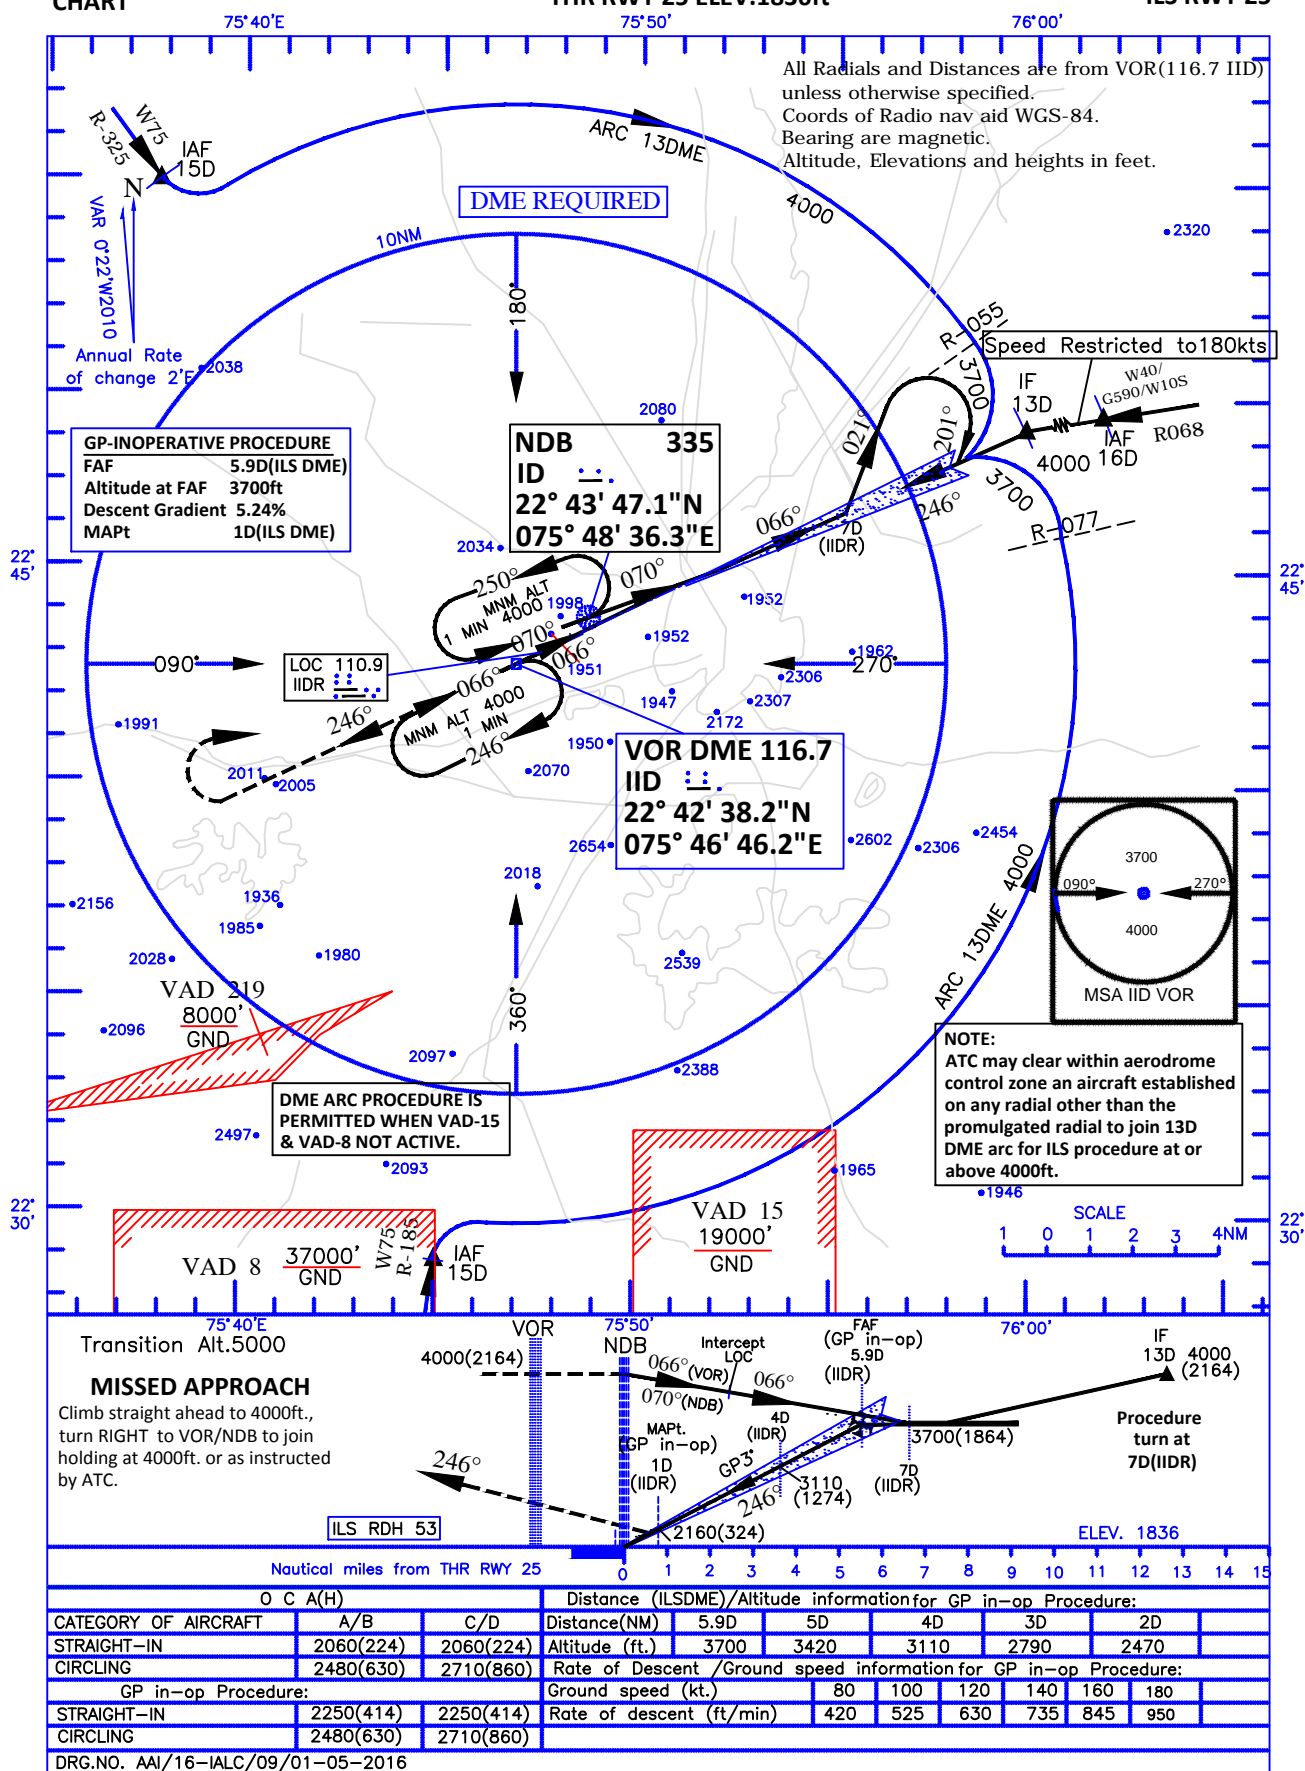 CHART
THR RWY 25 ELEV.1836ft
ILS RWY 25
75°40'E
75°50'
76°00'
All Radials and Distances are from VOR(116.7 IID)
unless otherwise specified.
Coords of Radio nav aid WGS-84.
Bearing are magnetic.
Altitude, Elevations and heights in feet.
W75
R-325
IAF
15D
N
VAR 0°22'W2010
Annual Rate
of change 2'E
ARC 13DME
4000
DME REQUIRED
10NM
180°
2320
2038
R-055
Speed Restricted to180kts
3700
IF
13D
W40/
G590/W10S
IAF
16D
R068
4000
2080
GP-INOPERATIVE PROCEDURE
FAF 5.9D(ILS DME)
Altitude at FAF 3700ft
Descent Gradient 5.24%
MAPt 1D(ILS DME)
NDB 335
ID
22° 43' 47.1"N
075° 48' 36.3"E
021°
201°
246°
3700
R-077
066°
7D
(IIDR)
22°
45'
22°
45'
2034
250°
MNM ALT
1 MIN 4000
070°
1998
1952
1952
070°
066°
1951
1962
090°
LOC 110.9
IIDR
066°
270°
2306
2307
1947
2172
246°
MNM ALT 4000
1 MIN
246°
1991
1950
2070
2011
2005
VOR DME 116.7
IID
22° 42' 38.2"N
075° 46' 46.2"E
2654
2602
2306
2454
2018
3700
090°
270°
4000
MSA IID VOR
2156
1936
1985
2028
1980
2539
ARC 13DME 4000
VAD 219
8000'
GND
360°
2096
2097
2388
NOTE:
ATC may clear within aerodrome
control zone an aircraft established
on any radial other than the
promulgated radial to join 13D
DME arc for ILS procedure at or
above 4000ft.
DME ARC PROCEDURE IS
PERMITTED WHEN VAD-15
& VAD-8 NOT ACTIVE.
2497
2093
1965
1946
22°
30'
22°
30'
VAD 15
19000'
GND
SCALE
1 0 1 2 3 4NM
VAD 8
37000'
GND
W75
R-185
IAF
15D
75°40'E
75°50'
76°00'
Transition Alt.5000
VOR
NDB
4000(2164)
066°(VOR)
070°(NDB)
Intercept
LOC
066°
FAF
(GP in-op)
5.9D
(IIDR)
IF
13D 4000
(2164)
MISSED APPROACH
Climb straight ahead to 4000ft.,
turn RIGHT to VOR/NDB to join
holding at 4000ft. or as instructed
by ATC.
MAPt.
(GP in-op)
1D
(IIDR)
4D
(IIDR)
3700(1864)
7D
(IIDR)
Procedure
turn at
7D(IIDR)
246°
GP3°
246°
3110
(1274)
2160(324)
ILS RDH 53
ELEV. 1836
Nautical miles from THR RWY 25
0 1 2 3 4 5 6 7 8 9 10 11 12 13 14 15
O C A(H) Distance (ILSDME)/Altitude information for GP in-op Procedure:
CATEGORY OF AIRCRAFT A/B C/D Distance(NM) 5.9D 5D 4D 3D 2D
STRAIGHT-IN 2060(224) 2060(224) Altitude (ft.) 3700 3420 3110 2790 2470
CIRCLING 2480(630) 2710(860) Rate of Descent /Ground speed information for GP in-op Procedure:
GP in-op Procedure: Ground speed (kt.) 80 100 120 140 160 180
STRAIGHT-IN 2250(414) 2250(414) Rate of descent (ft/min) 420 525 630 735 845 950
CIRCLING 2480(630) 2710(860)
DRG.NO. AAI/16-IALC/09/01-05-2016